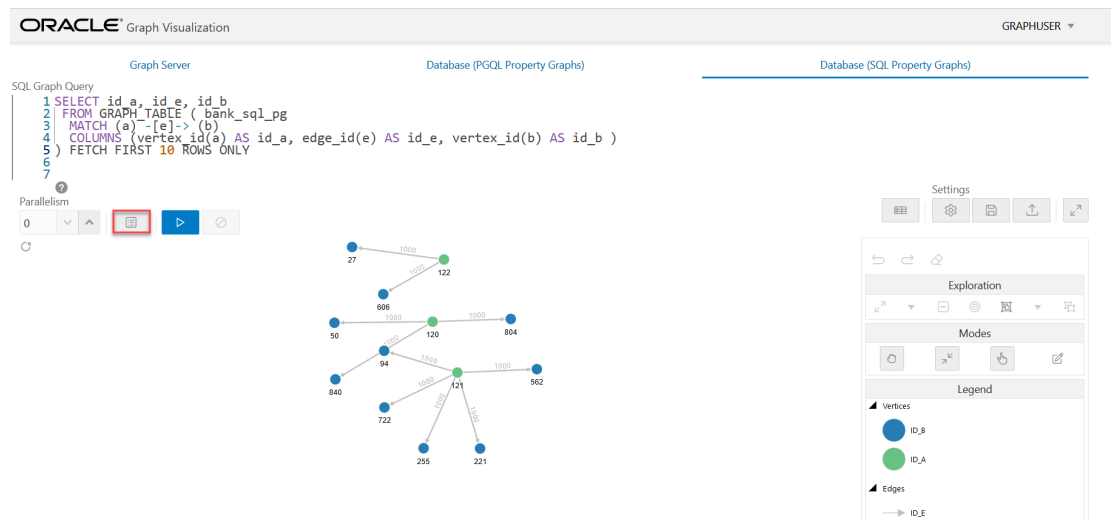 ORACLE® Graph Visualization
GRAPHUSER
Graph Server
Database (PGQL Property Graphs)
Database (SQL Property Graphs)
SQL Graph Query
1 SELECT id_a, id_e, id_b
2 FROM GRAPH_TABLE ( bank_sql_pg
3 MATCH (a) -[e]-> (b)
4 COLUMNS (vertex_id(a) AS id_a, edge_id(e) AS id_e, vertex_id(b) AS id_b )
5 ) FETCH FIRST 10 ROWS ONLY
6
7
?
Parallelism
0
Settings
1000
27
122
1000
606
1000
1000
50
120
804
1000
94
1000
1000
562
840
1000
121
722
1000
1000
255
221
Exploration
Modes
Legend
Vertices
ID_B
ID_A
Edges
ID_E